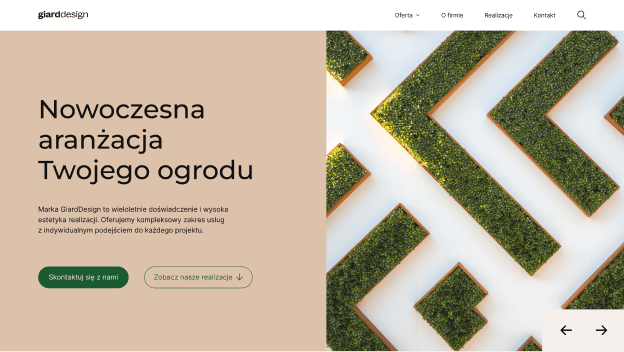 giarddesign
Oferta
O firmie
Realizacje
Kontakt
Nowoczesna
aranżacja
Twojego ogrodu
Marka GiardDesign to wieloletnie doświadczenie i wysoka
estetyka realizacji. Oferujemy kompleksowy zakres usług
z indywidualnym podejściem do każdego projektu.
Skontaktuj się z nami
Zobacz nasze realizacje